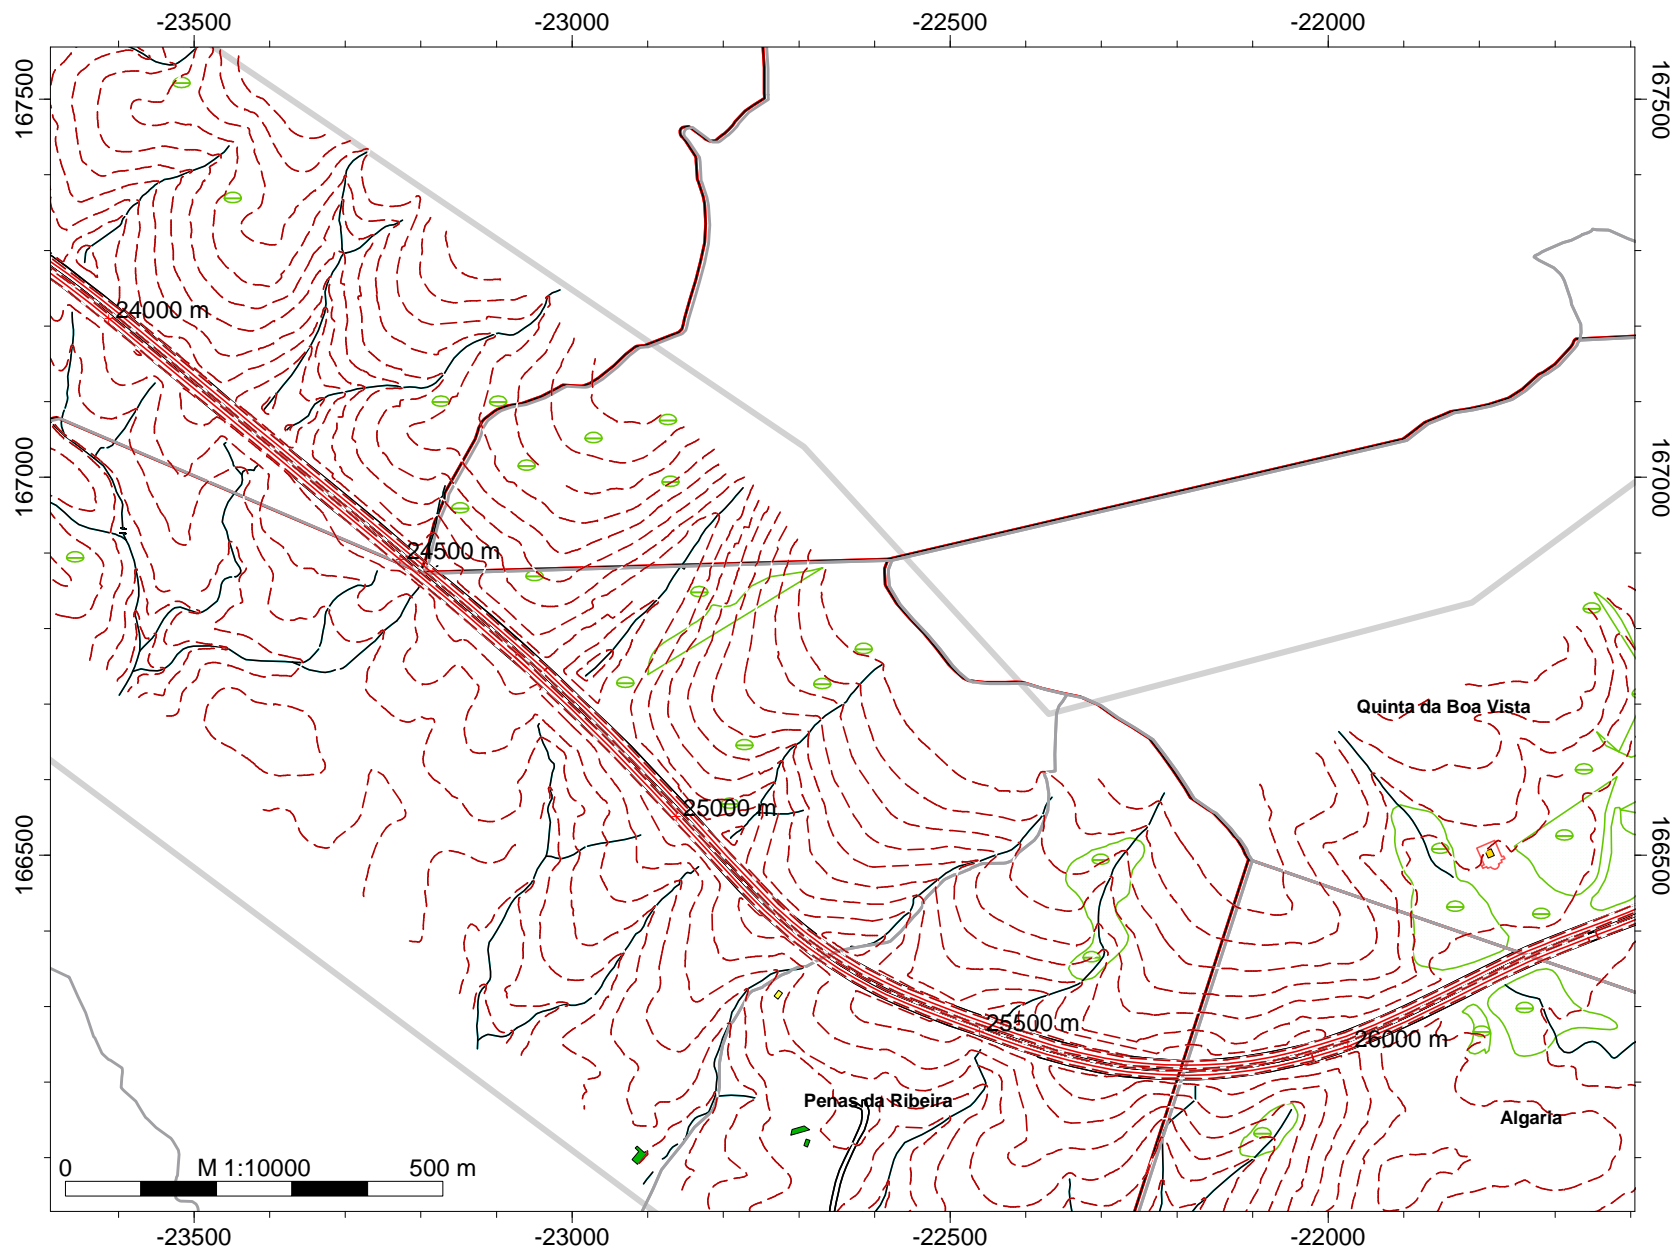 -23500 -23000 -22500 -22000
167500 167500
24000 m
167000 167000
24500 m
Quinta da Boa Vista
25000 m
166500 166500
25500 m
26000 m
Penas da Ribeira
Algaria
0 M 1:10000 500 m
-23500 -23000 -22500 -22000